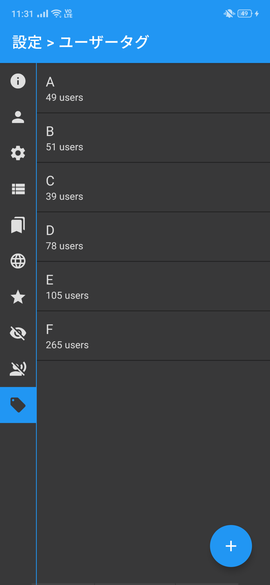 11:31
49
設定 > ユーザータグ
A
49 users
B
51 users
C
39 users
D
78 users
E
105 users
F
265 users